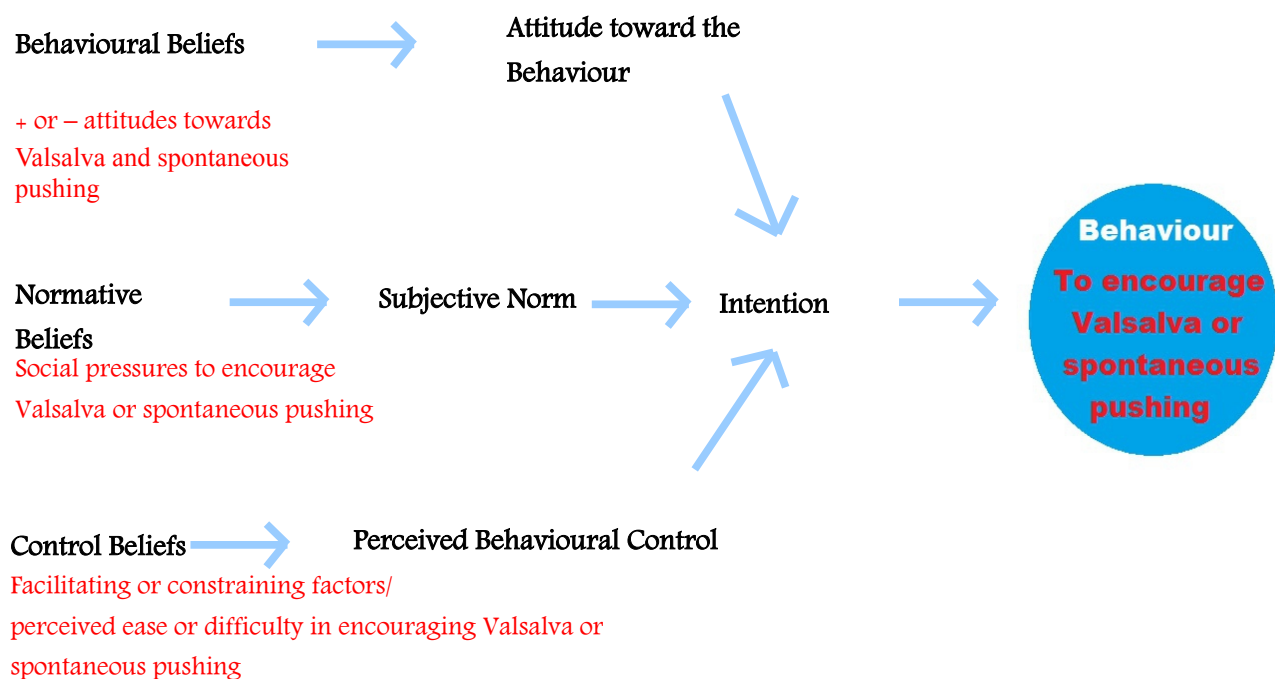 Behavioural Beliefs
Attitude toward the
Behaviour
+ or – attitudes towards
Valsalva and spontaneous
pushing
Normative
Beliefs
Social pressures to encourage
Valsalva or spontaneous pushing
Subjective Norm
Intention
Behaviour
To encourage
Valsalva or
spontaneous
pushing
Control Beliefs
Perceived Behavioural Control
Facilitating or constraining factors/
perceived ease or difficulty in encouraging Valsalva or
spontaneous pushing